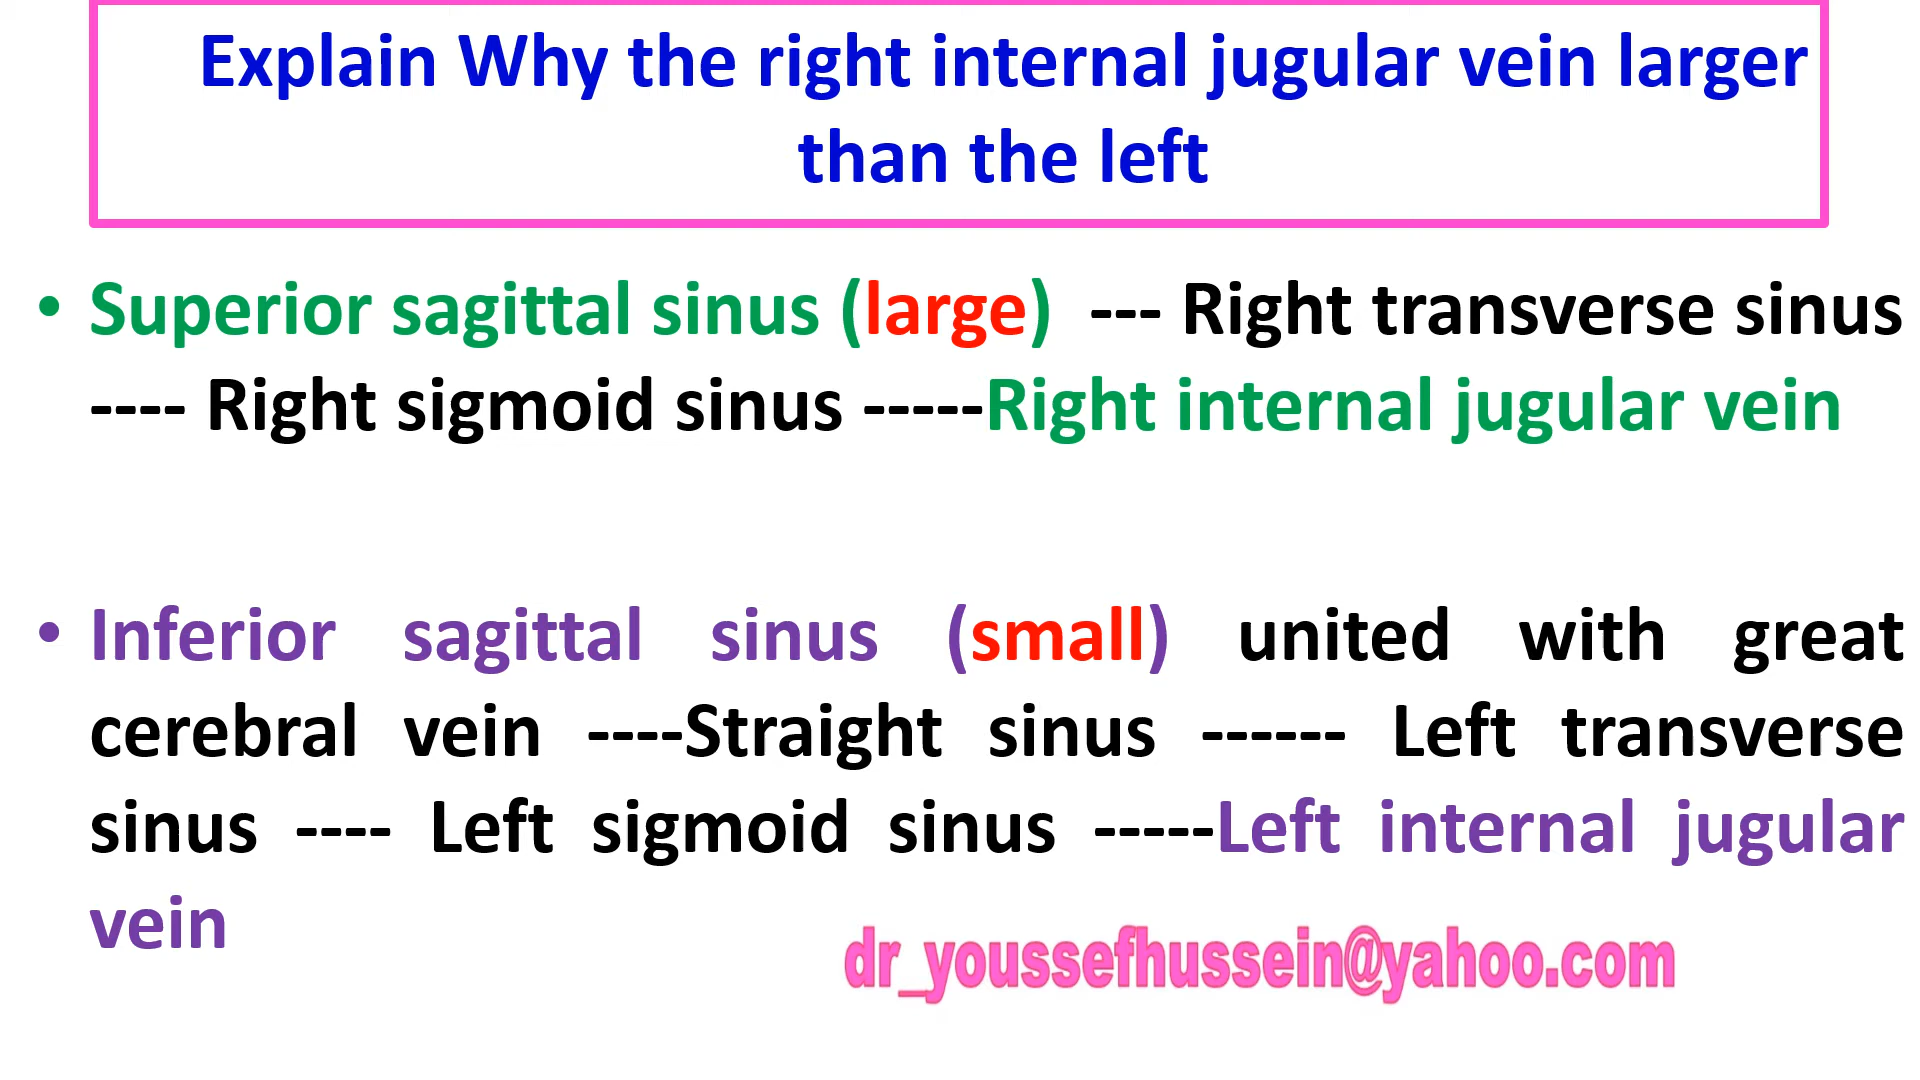 Explain Why the right internal jugular vein larger
than the left
• Superior sagittal sinus (large) --- Right transverse sinus
---- Right sigmoid sinus -----Right internal jugular vein
• Inferior sagittal sinus (small) united with great
cerebral vein ----Straight sinus ------ Left transverse
sinus ---- Left sigmoid sinus -----Left internal jugular
vein
dr_youssefhussein@yahoo.com